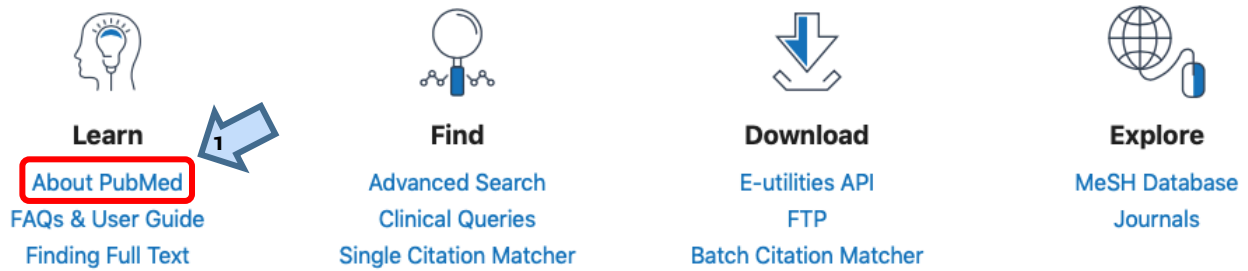 1
Learn
Find
Download
Explore
About PubMed
Advanced Search
E-utilities API
MeSH Database
FAQs & User Guide
Clinical Queries
FTP
Journals
Finding Full Text
Single Citation Matcher
Batch Citation Matcher